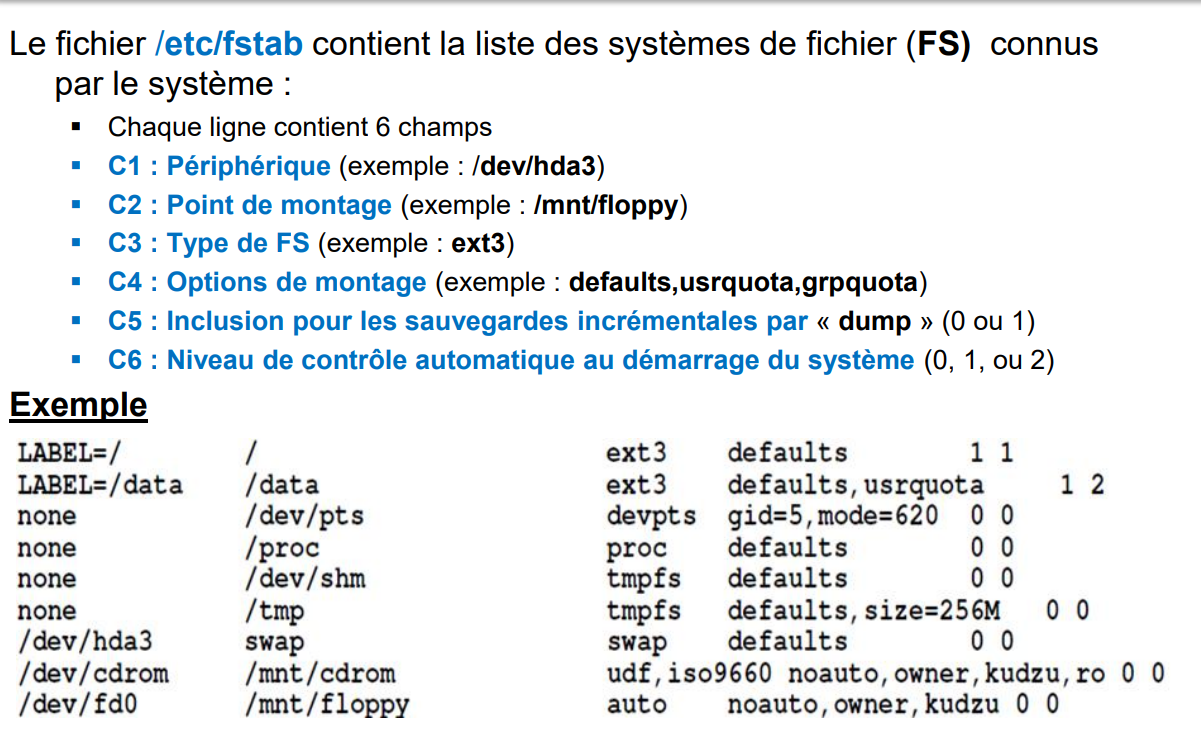 Le fichier /etc/fstab contient la liste des systèmes de fichier (FS) connus
par le système :
▪ Chaque ligne contient 6 champs
▪ C1 : Périphérique (exemple : /dev/hda3)
▪ C2 : Point de montage (exemple : /mnt/floppy)
▪ C3 : Type de FS (exemple : ext3)
▪ C4 : Options de montage (exemple : defaults,usrquota,grpquota)
▪ C5 : Inclusion pour les sauvegardes incrémentales par « dump » (0 ou 1)
▪ C6 : Niveau de contrôle automatique au démarrage du système (0, 1, ou 2)
Exemple
LABEL=/ / ext3 defaults 1 1
LABEL=/data /data ext3 defaults,usrquota 1 2
none /dev/pts devpts gid=5,mode=620 0 0
none /proc proc defaults 0 0
none /dev/shm tmpfs defaults 0 0
none /tmp tmpfs defaults,size=256M 0 0
/dev/hda3 swap swap defaults 0 0
/dev/cdrom /mnt/cdrom udf,iso9660 noauto,owner,kudzu,ro 0 0
/dev/fd0 /mnt/floppy auto noauto,owner,kudzu 0 0